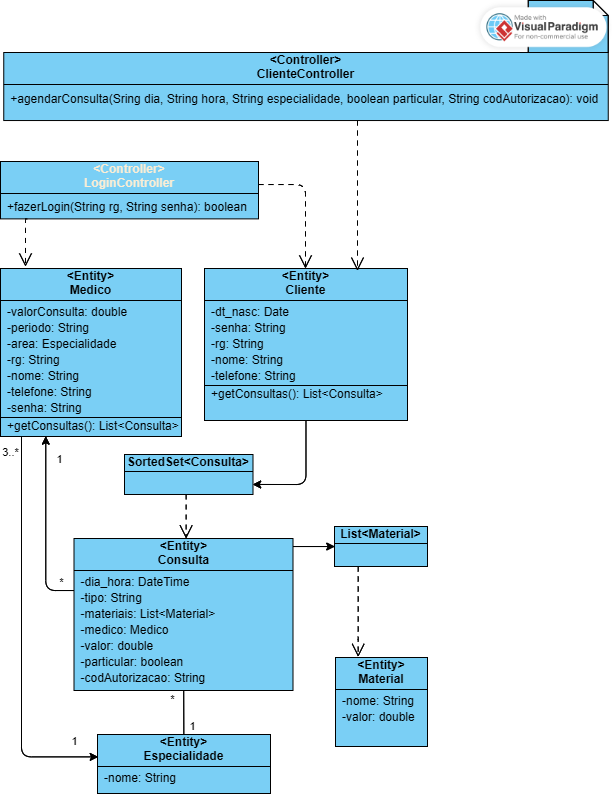 Made with
Visual Paradigm
For non-commercial use
<Controller>
ClienteController
+agendarConsulta(Sring dia, String hora, String especialidade, boolean particular, String codAutorizacao): void
<Controller>
LoginController
+fazerLogin(String rg, String senha): boolean
<Entity>
Medico
-valorConsulta: double
-periodo: String
-area: Especialidade
-rg: String
-nome: String
-telefone: String
-senha: String
+getConsultas(): List<Consulta>
<Entity>
Cliente
-dt_nasc: Date
-senha: String
-rg: String
-nome: String
-telefone: String
+getConsultas(): List<Consulta>
3..*
1
SortedSet<Consulta>
<Entity>
Consulta
-dia_hora: DateTime
-tipo: String
-materiais: List<Material>
-medico: Medico
-valor: double
-particular: boolean
-codAutorizacao: String
*
List<Material>
<Entity>
Material
-nome: String
-valor: double
*
1
1
<Entity>
Especialidade
-nome: String